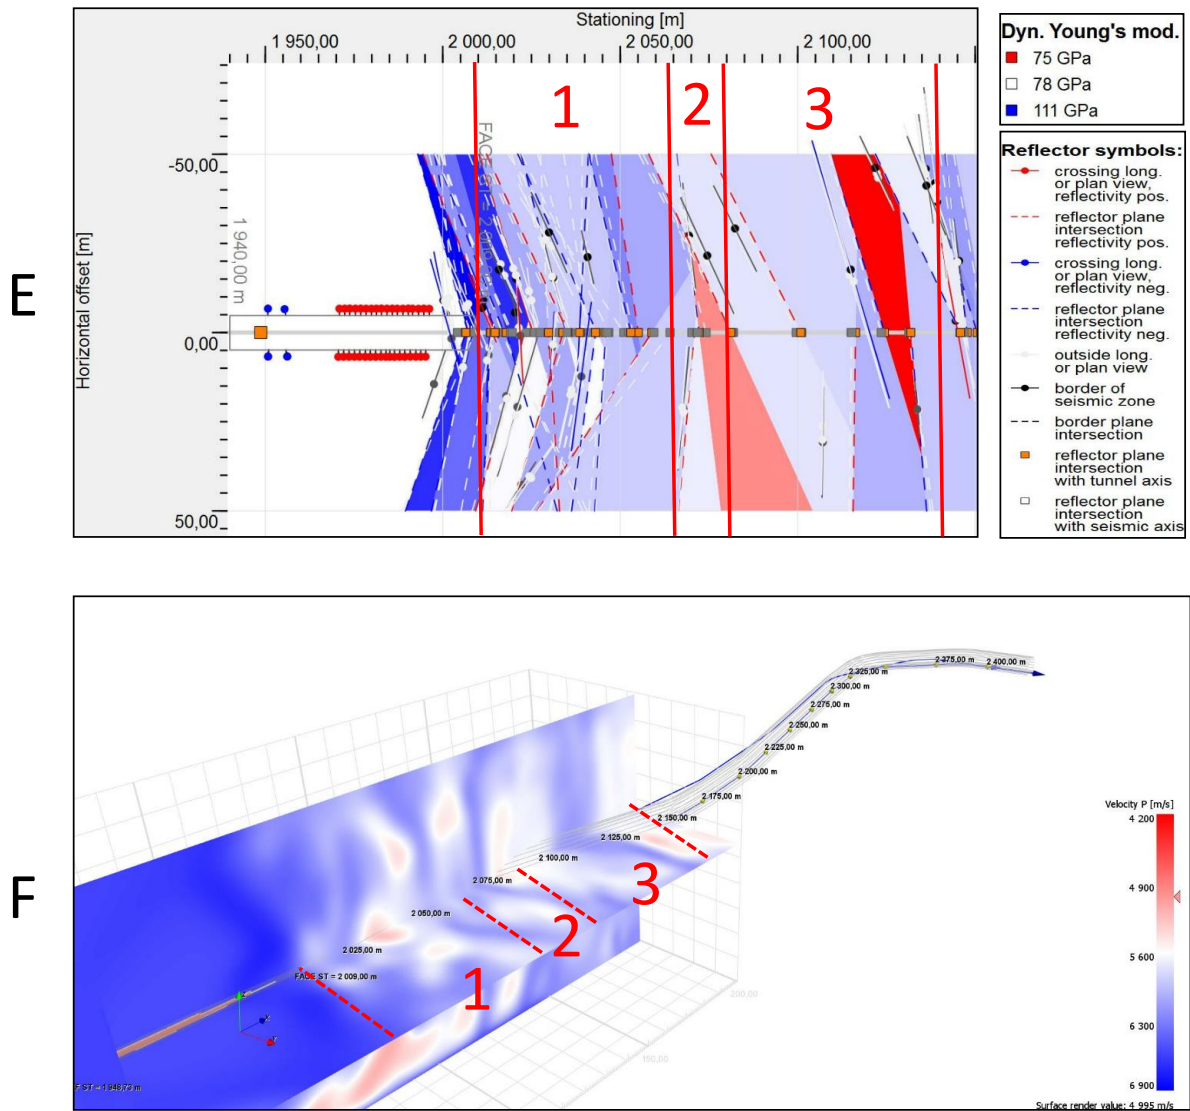 Stationing [m]
1 950,00
2 000,00
2 050,00
2 100,00
1
2
3
-50,00
0,00
50,00
Horizontal offset [m]
1 940,00 m
E
Dyn. Young's mod.
75 GPa
78 GPa
111 GPa
Reflector symbols:
crossing long.
or plan view,
reflectivity pos.
reflector plane
intersection
reflectivity pos.
crossing long.
or plan view,
reflectivity neg.
reflector plane
intersection
reflectivity neg.
outside long.
or plan view
border of
seismic zone
border plane
intersection
reflector plane
intersection
with tunnel axis
reflector plane
intersection
with seismic axis
F
2 325,00 m
2 375,00 m
2 400,00 m
2 300,00 m
2 275,00 m
2 250,00 m
2 225,00 m
2 200,00 m
2 175,00 m
2 150,00 m
2 125,00 m
2 100,00 m
2 075,00 m
2 050,00 m
2 025,00 m
FACE ST = 2 009,00 m
1
2
3
200,00
150,00
F ST = 1 948,73 m
Velocity P [m/s]
4 200
4 900
5 600
6 300
6 900
Surface render value: 4 995 m/s